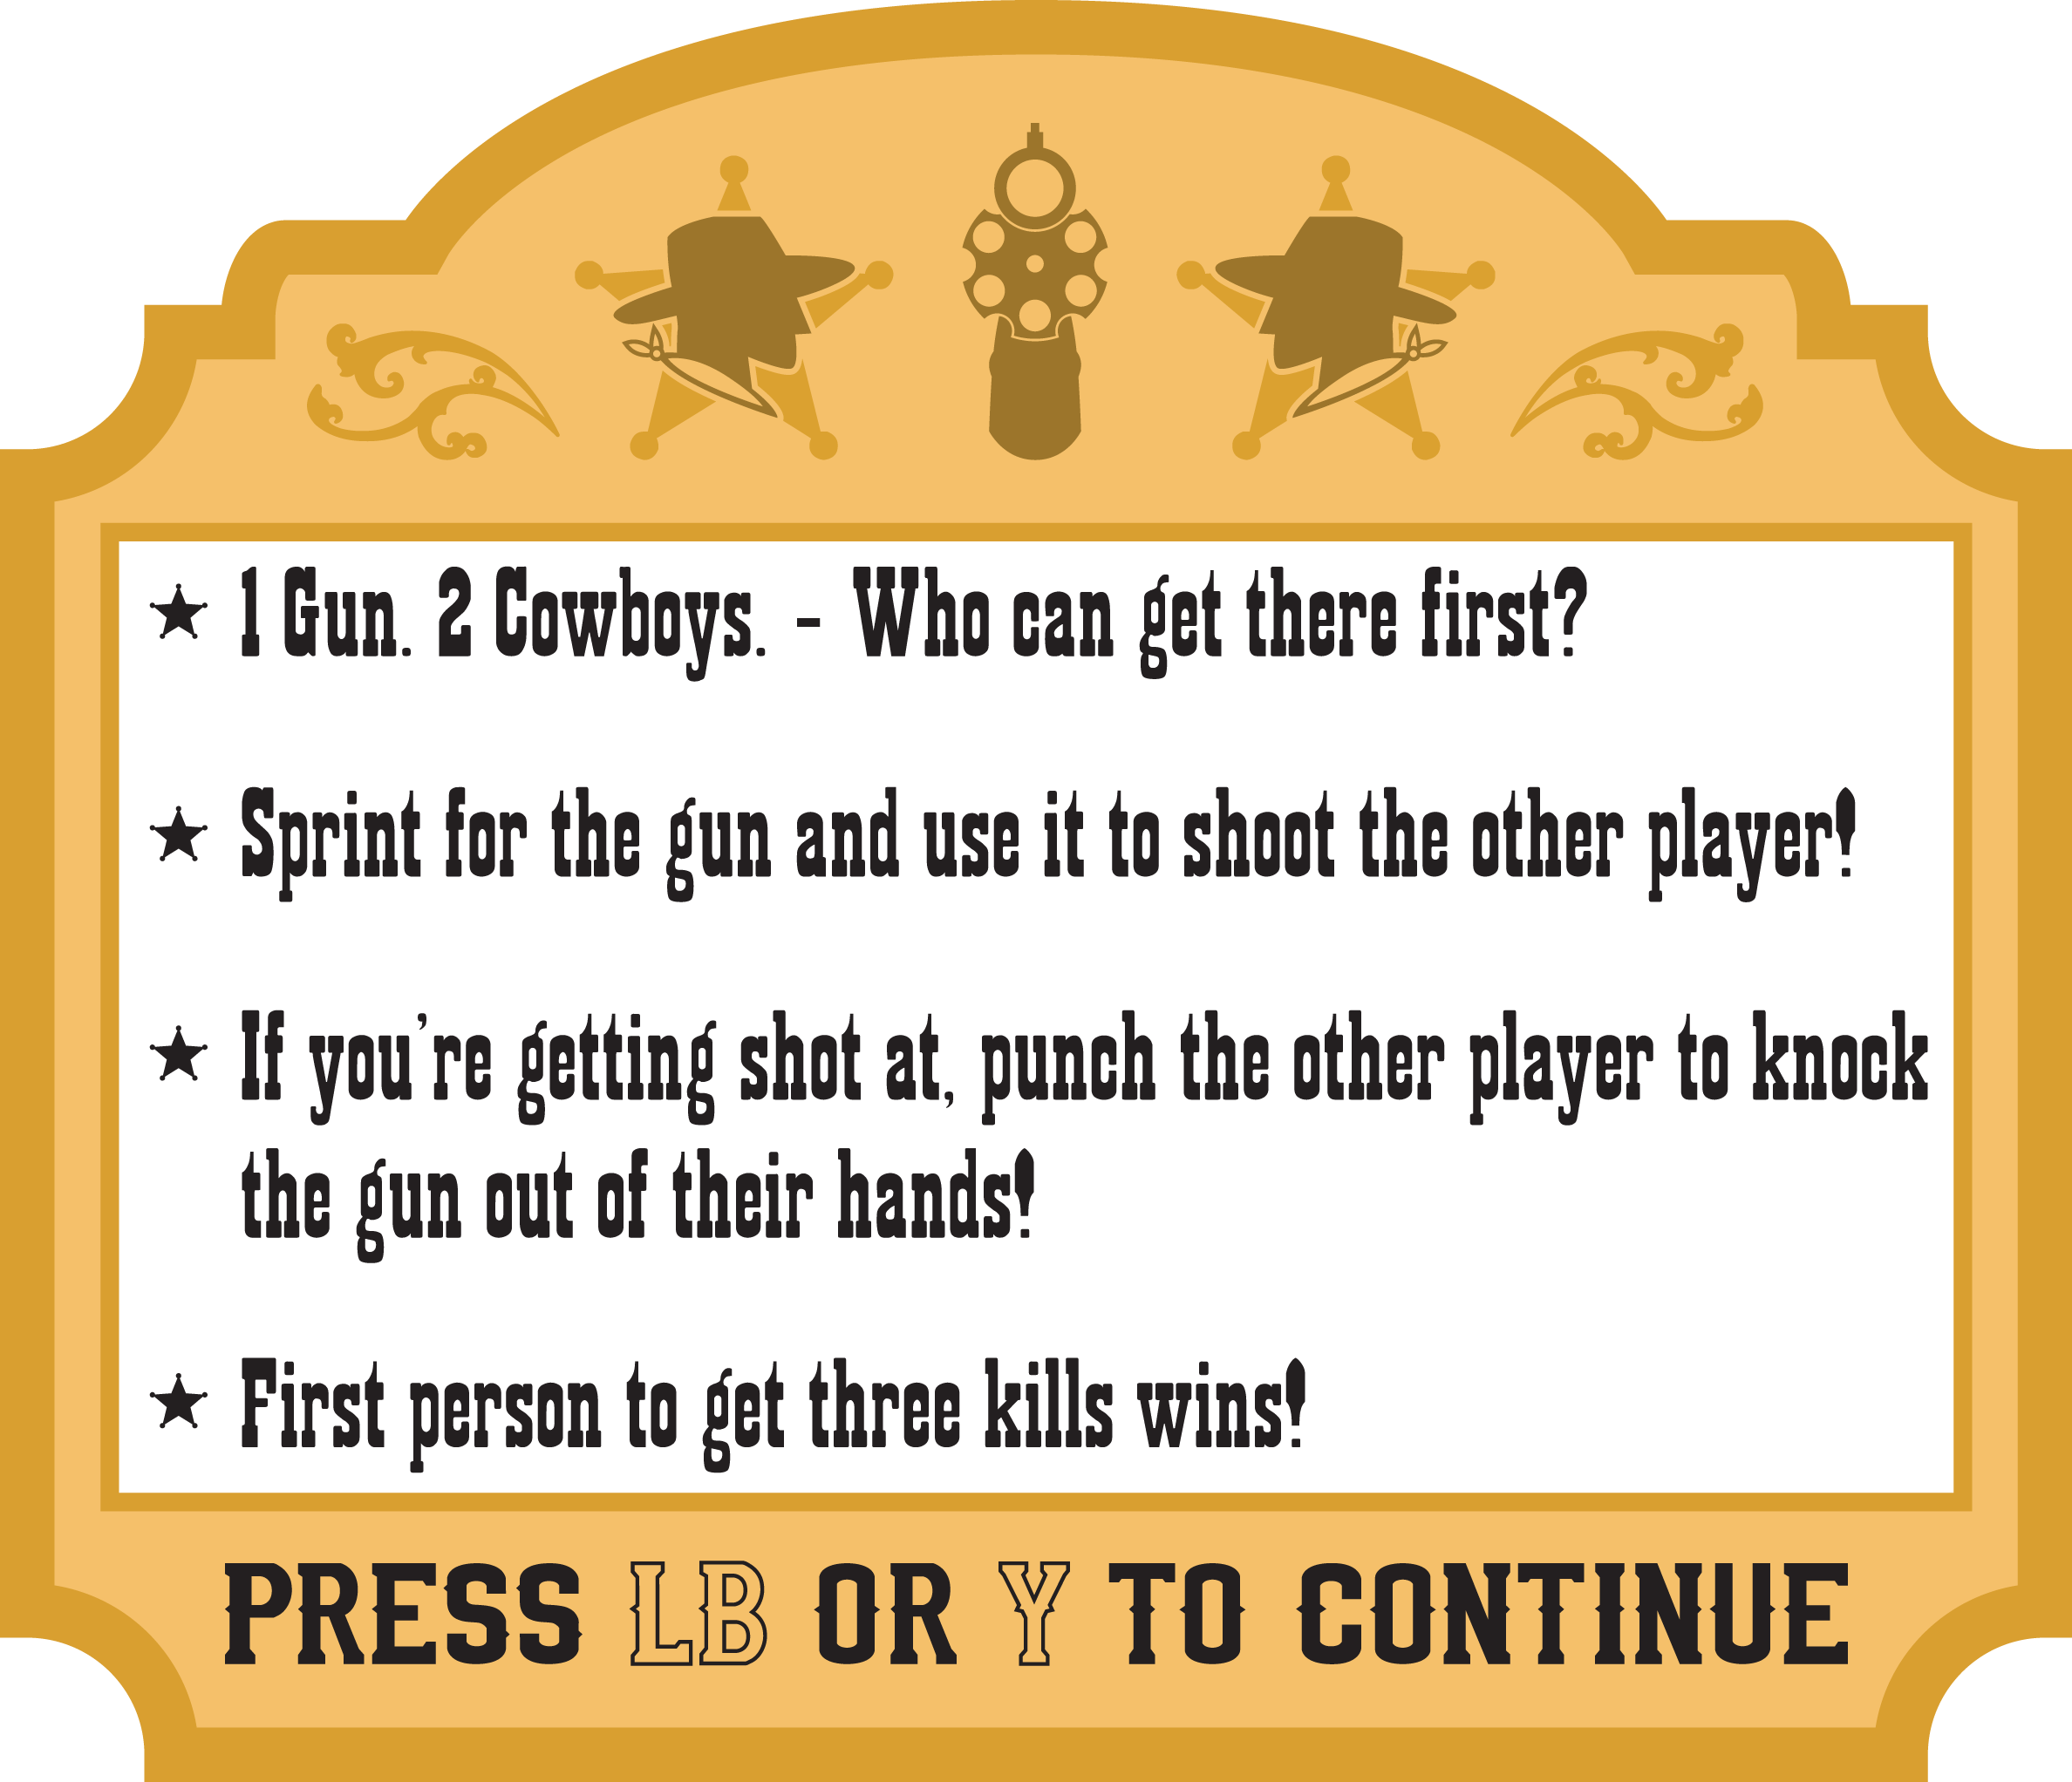 1 Gun. 2 Cowboys. - Who can get there first?
Sprint for the gun and use it to shoot the other player!
If you're getting shot at, punch the other player to knock
the gun out of their hands!
First person to get three kills wins!
PRESS LB OR Y TO CONTINUE